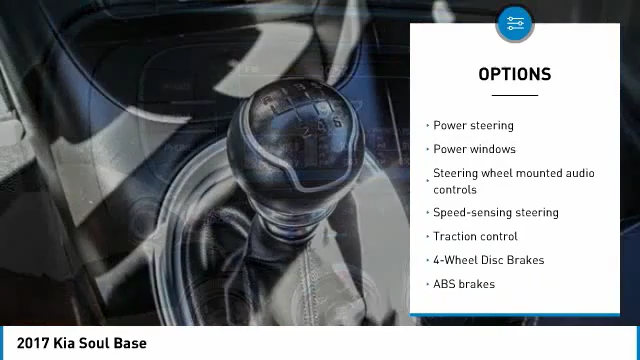 OPTIONS
Power steering
Power windows
Steering wheel mounted audio
controls
Speed-sensing steering
Traction control
4-Wheel Disc Brakes
ABS brakes
2017 Kia Soul Base